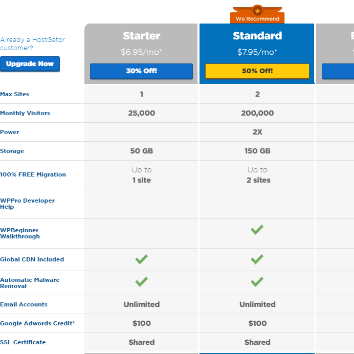 We Recommend
Already a HostGator
customer?
Upgrade Now
Starter
$6.95/mo*
30% Off!
Standard
$7.95/mo*
50% Off!
Max Sites 1 2
Monthly Visitors 25,000 200,000
Power 2X
Storage 50 GB 150 GB
100% FREE Migration Up to 1 site Up to 2 sites
WPPro Developer
Help
WPBeginner
Walkthrough
Global CDN Included
Automatic Malware
Removal
Email Accounts Unlimited Unlimited
Google Adwords Credit* $100 $100
SSL Certificate Shared Shared